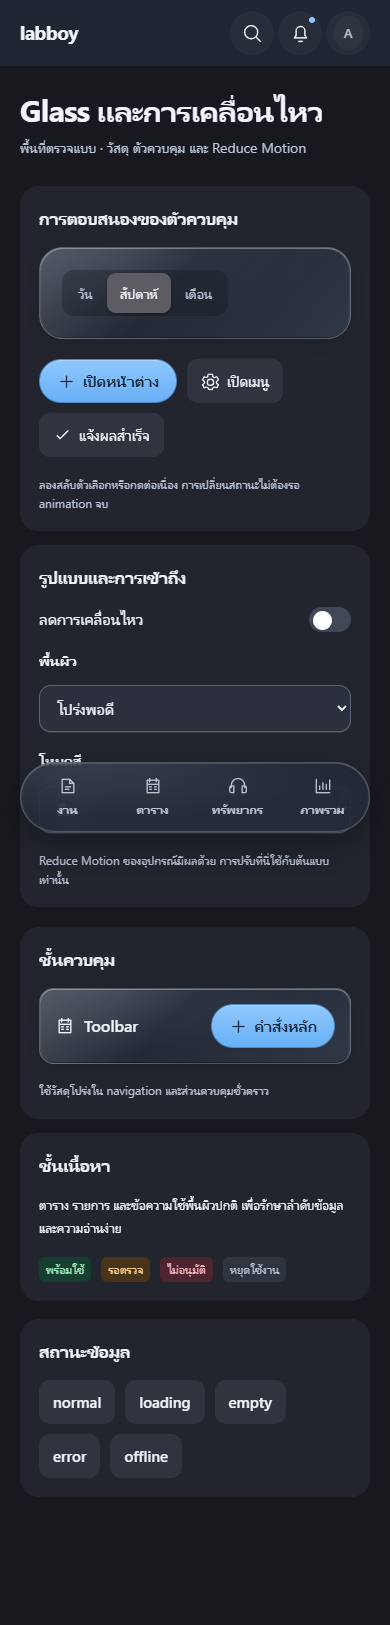 labboy
A
Glass และการเคลื่อนไหว
พื้นที่ตรวจแบบ · วัสดุ ตัวควบคุม และ Reduce Motion
การตอบสนองของตัวควบคุม
วัน สัปดาห์ เดือน
เปิดหน้าต่าง เปิดเมนู
แจ้งผลสำเร็จ
ลองสลับตัวเลือกหรือกดต่อเนื่อง การเปลี่ยนสถานะไม่ต้องรอ
animation จบ
รูปแบบและการเข้าถึง
ลดการเคลื่อนไหว
พื้นผิว
โปร่งพอดี
โหมดสี
งาน ตาราง ทรัพยากร ภาพรวม
Reduce Motion ของอุปกรณ์มีผลด้วย การปรับที่นี่ใช้กับต้นแบบ
เท่านั้น
ชั้นควบคุม
Toolbar คำสั่งหลัก
ใช้วัสดุโปร่งใน navigation และส่วนควบคุมชั่วคราว
ชั้นเนื้อหา
ตาราง รายการ และข้อความใช้พื้นผิวปกติ เพื่อรักษาลำดับข้อมูล
และความอ่านง่าย
พร้อมใช้ รอตรวจ ไม่อนุมัติ หยุดใช้งาน
สถานะข้อมูล
normal loading empty
error offline